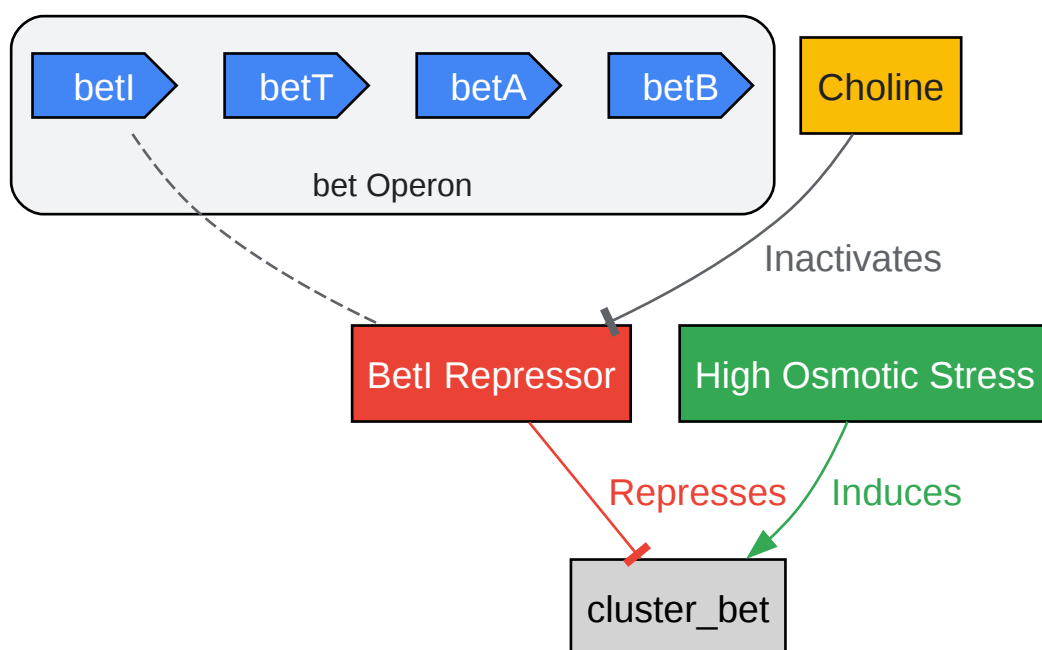 betI
betT
betA
betB
Choline
bet Operon
Inactivates
BetI Repressor
High Osmotic Stress
Represses
Induces
cluster_bet